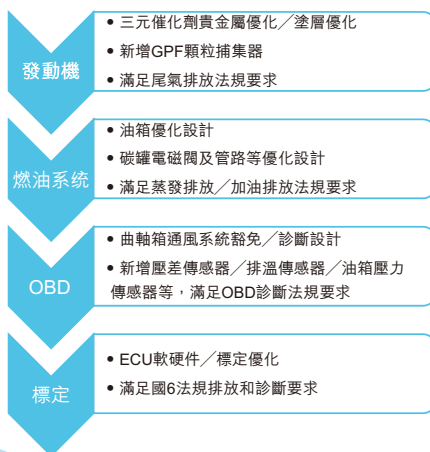 發動機
• 三元催化劑貴金屬優化／塗層優化
• 新增GPF顆粒捕集器
• 滿足尾氣排放法規要求
燃油系统
• 油箱優化設計
• 碳罐電磁閥及管路等優化設計
• 滿足蒸發排放／加油排放法規要求
OBD
• 曲軸箱通風系統豁免／診斷設計
• 新增壓差傳感器／排溫傳感器／油箱壓力
傳感器等，滿足OBD診斷法規要求
標定
• ECU軟硬件／標定優化
• 滿足國6法規排放和診斷要求